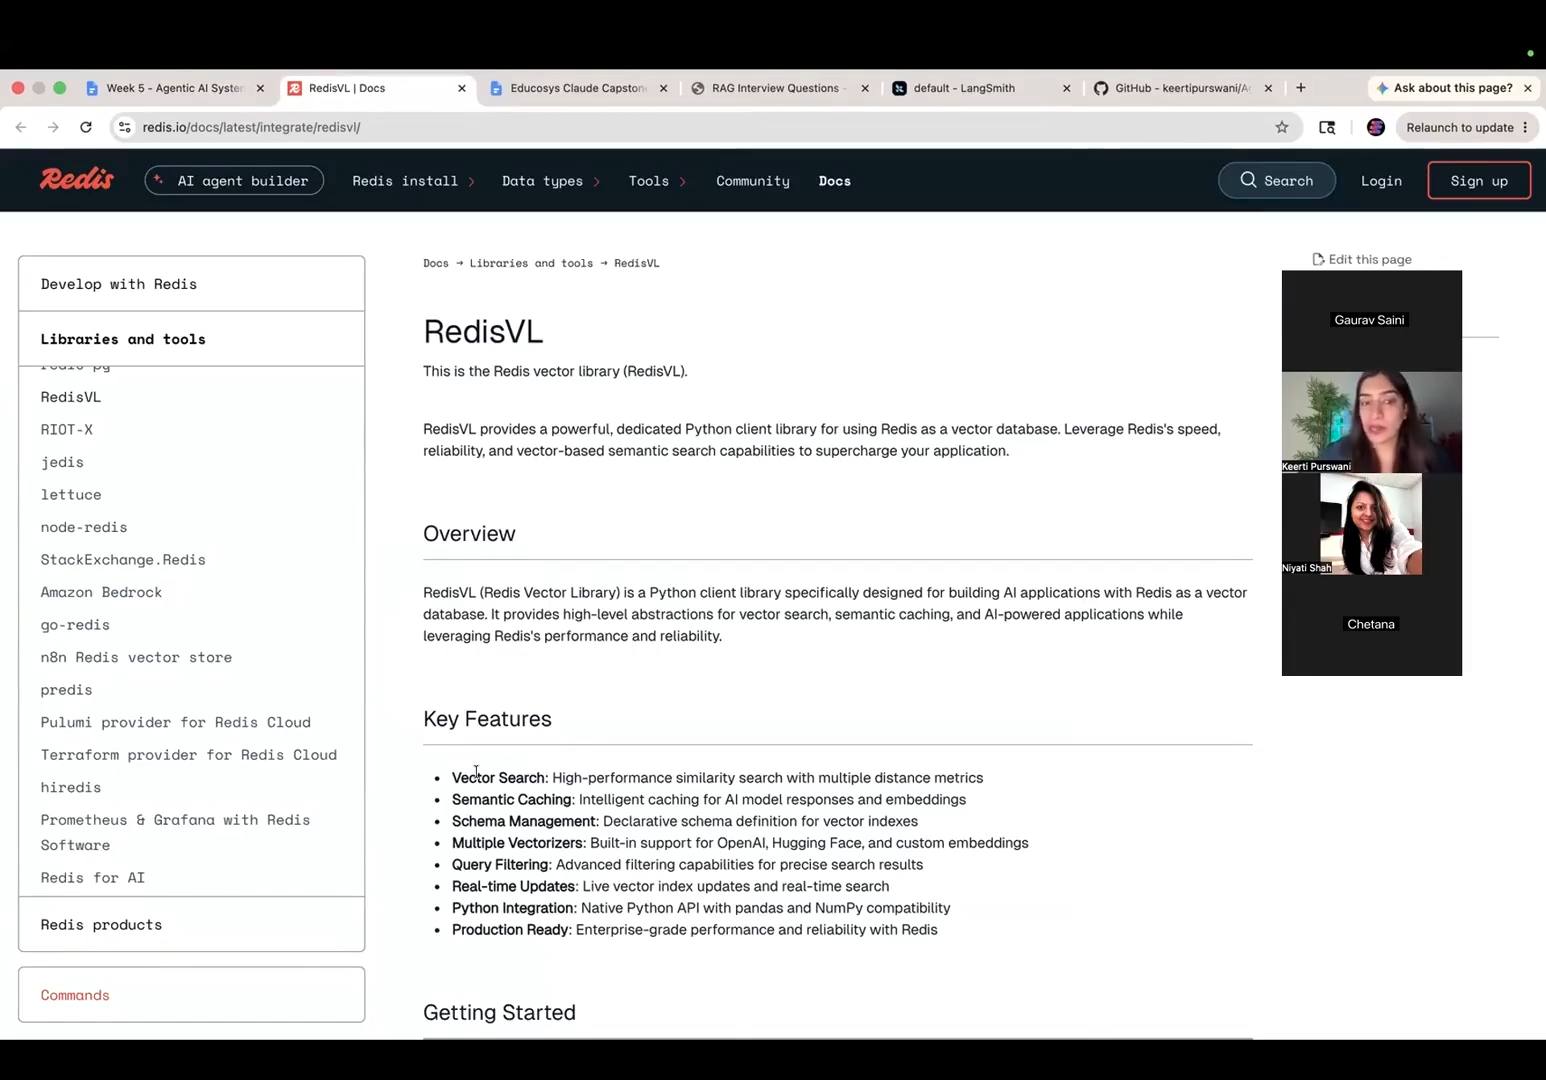 Week 5 - Agentic AI System
RedisVL | Docs
Educosys Claude Capston
RAG Interview Questions -
default - LangSmith
GitHub - keertipurswani/A
Ask about this page?
redis.io/docs/latest/integrate/redisvl/
Relaunch to update
Redis
AI agent builder
Redis install
Data types
Tools
Community
Docs
Search
Login
Sign up
Develop with Redis
Libraries and tools
redis-py
RedisVL
RIOT-X
jedis
lettuce
node-redis
StackExchange.Redis
Amazon Bedrock
go-redis
n8n Redis vector store
predis
Pulumi provider for Redis Cloud
Terraform provider for Redis Cloud
hiredis
Prometheus & Grafana with Redis
Software
Redis for AI
Redis products
Commands
Docs → Libraries and tools → RedisVL
RedisVL
This is the Redis vector library (RedisVL).
RedisVL provides a powerful, dedicated Python client library for using Redis as a vector database. Leverage Redis's speed,
reliability, and vector-based semantic search capabilities to supercharge your application.
Overview
RedisVL (Redis Vector Library) is a Python client library specifically designed for building AI applications with Redis as a vector
database. It provides high-level abstractions for vector search, semantic caching, and AI-powered applications while
leveraging Redis's performance and reliability.
Key Features
• Vector Search: High-performance similarity search with multiple distance metrics
• Semantic Caching: Intelligent caching for AI model responses and embeddings
• Schema Management: Declarative schema definition for vector indexes
• Multiple Vectorizers: Built-in support for OpenAI, Hugging Face, and custom embeddings
• Query Filtering: Advanced filtering capabilities for precise search results
• Real-time Updates: Live vector index updates and real-time search
• Python Integration: Native Python API with pandas and NumPy compatibility
• Production Ready: Enterprise-grade performance and reliability with Redis
Getting Started
Edit this page
Gaurav Saini
Keerti Purswani
Niyati Shah
Chetana